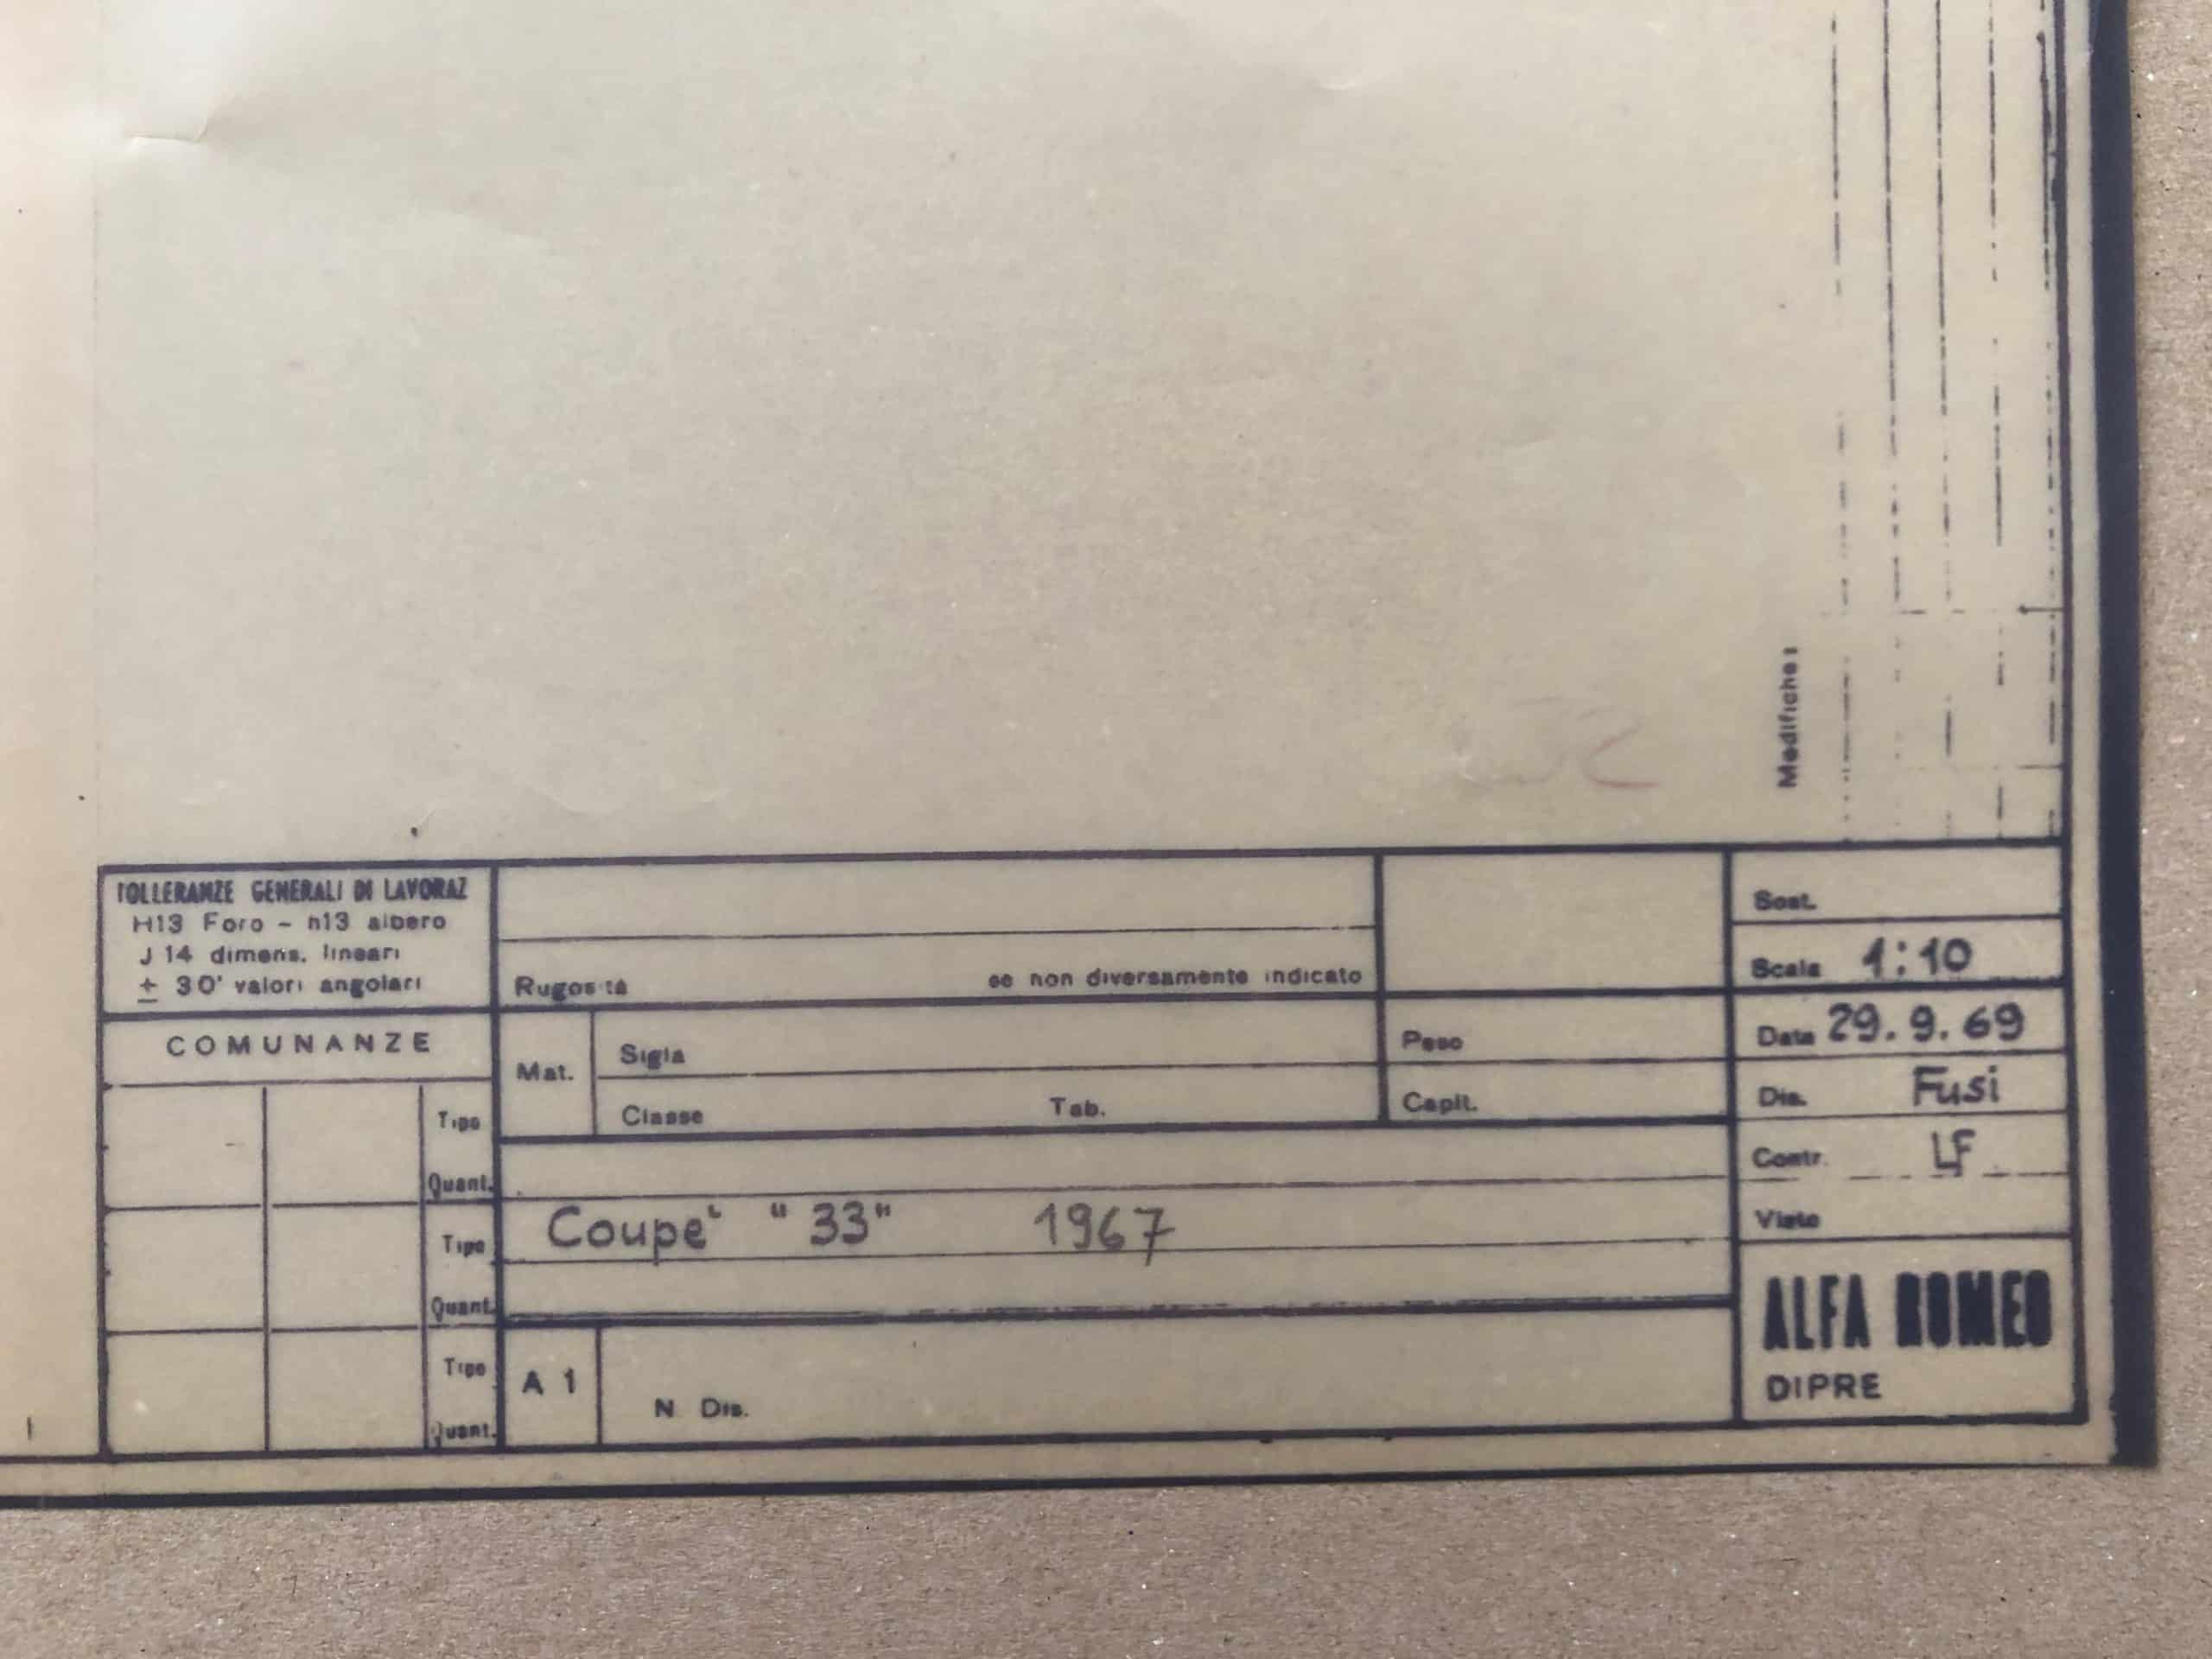 Modifiche:
TOLLERANZE GENERALI DI LAVORAZ
H13 Foro - h13 albero
J 14 dimens. lineari
± 30' valori angolari
Rugosità
se non diversamente indicato
Sost.
Scala 1:10
COMUNANZE
Mat.
Sigla
Classe
Tab.
Peso
Capit.
Data 29.9.69
Dis. Fusi
Contr. LF
Visto
Tipo
Quant.
Tipo
Quant.
Tipo
Quant.
Coupe' "33" 1967
A 1
N Dis.
ALFA ROMEO
DIPRE